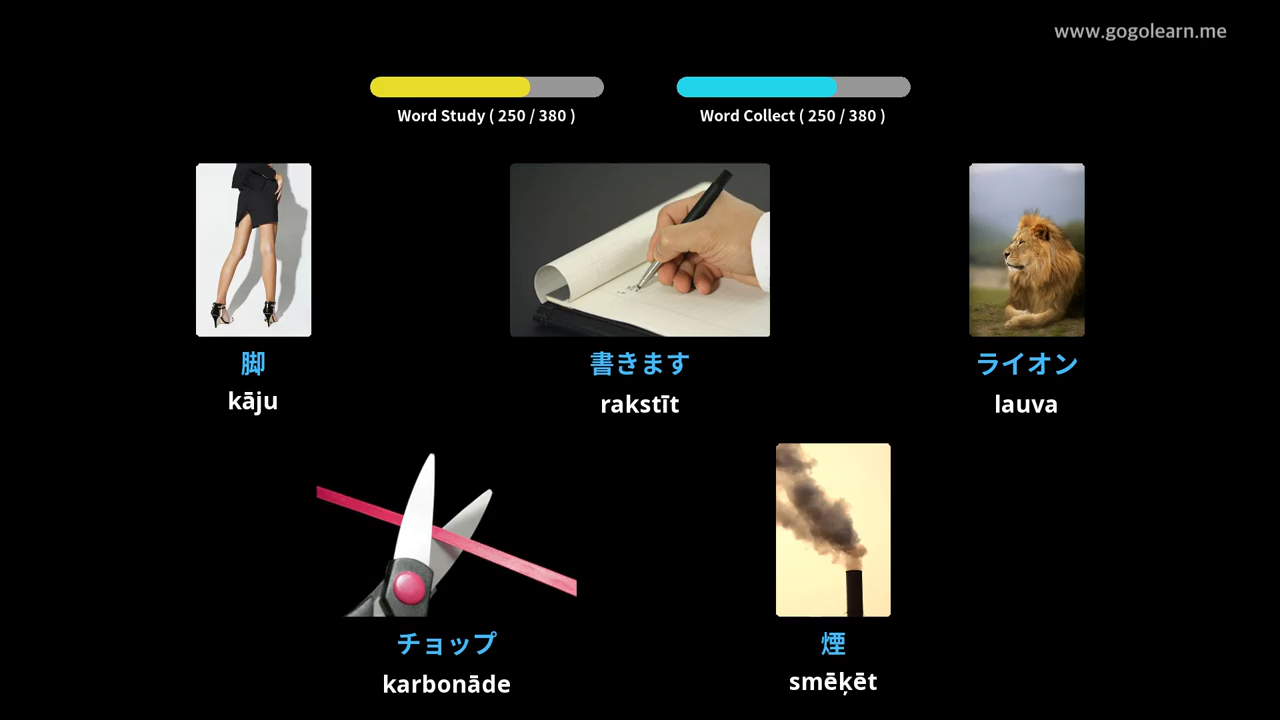 www.gogolearn.me
Word Study ( 250 / 380 )
Word Collect ( 250 / 380 )
脚
kāju
書きます
rakstīt
ライオン
lauva
チョップ
karbonāde
煙
smēķēt